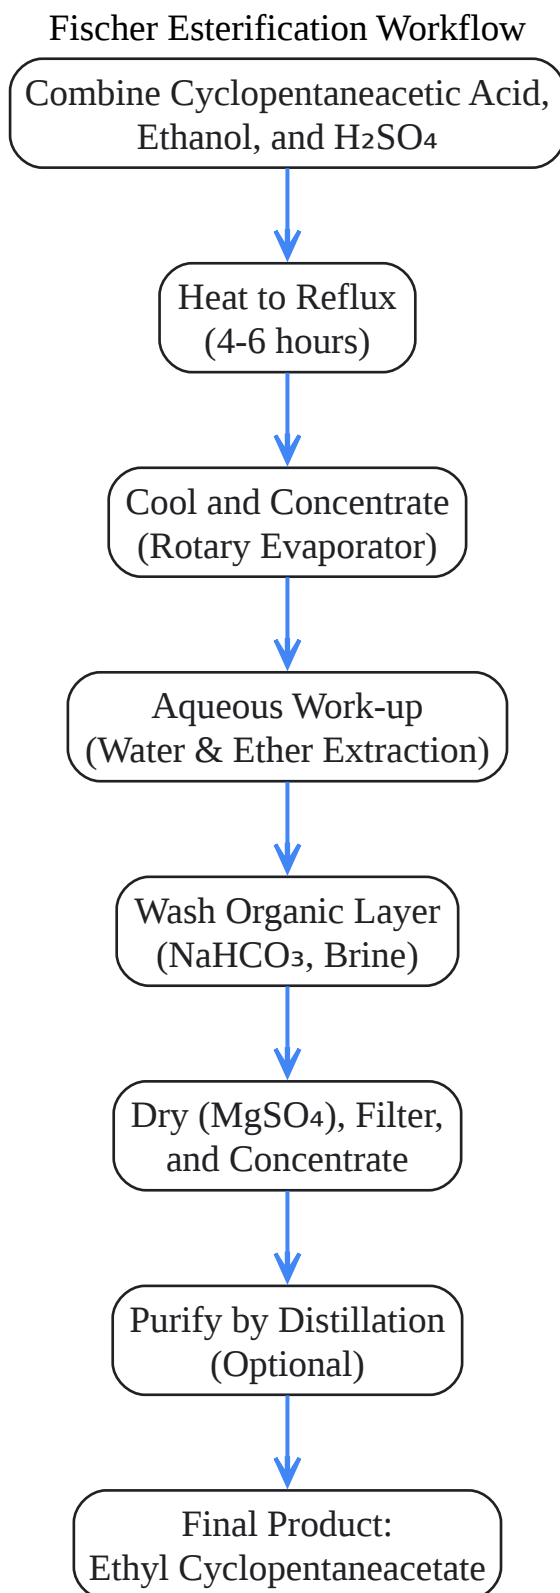 Fischer Esterification Workflow
Combine Cyclopentaneacetic Acid,
Ethanol, and H₂SO₄
Heat to Reflux
(4-6 hours)
Cool and Concentrate
(Rotary Evaporator)
Aqueous Work-up
(Water & Ether Extraction)
Wash Organic Layer
(NaHCO₃, Brine)
Dry (MgSO₄), Filter,
and Concentrate
Purify by Distillation
(Optional)
Final Product:
Ethyl Cyclopentaneacetate